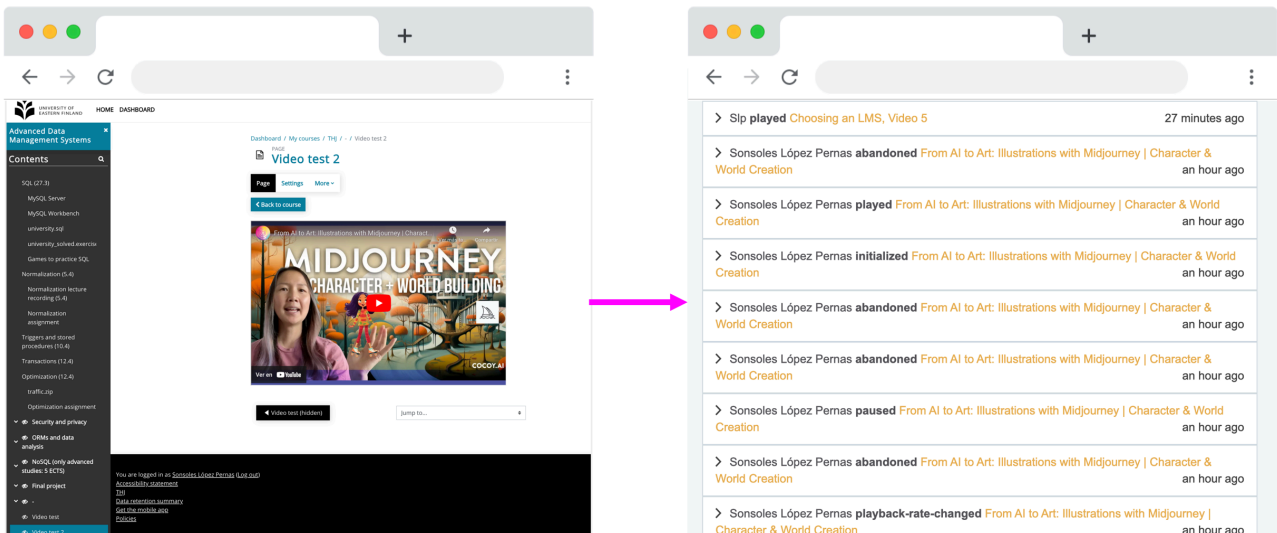 UNIVERSITY OF
EASTERN FINLAND
HOME DASHBOARD
Advanced Data
Management Systems
×
Contents
SQL (27.3)
MySQL Server
MySQL Workbench
university.sql
university_solved.exercise
Games to practice SQL
Normalization (5.4)
Normalization lecture
recording (5.4)
Normalization
assignment
Triggers and stored
procedures (10.4)
Transactions (12.4)
Optimization (12.4)
traffic.zip
Optimization assignment
Security and privacy
ORMs and data
analysis
NoSQL (only advanced
studies: 5 ECTS)
Final project
-
Video test
Video test 2
Dashboard / My courses / THJ / - / Video test 2
PAGE
Video test 2
Page Settings More
Back to course
From AI to Art: Illustrations with Midjourney | Charact...
MIDJOURNEY
CHARACTER + WORLD BUILDING
COCOY.AI
Ver en YouTube
Video test (hidden)
Jump to...
You are logged in as Sonsoles López Pernas (Log out)
Accessibility statement
THJ
Data retention summary
Get the mobile app
Policies
Slp played Choosing an LMS, Video 5 27 minutes ago
Sonsoles López Pernas abandoned From AI to Art: Illustrations with Midjourney | Character &
World Creation an hour ago
Sonsoles López Pernas played From AI to Art: Illustrations with Midjourney | Character & World
Creation an hour ago
Sonsoles López Pernas initialized From AI to Art: Illustrations with Midjourney | Character & World
Creation an hour ago
Sonsoles López Pernas abandoned From AI to Art: Illustrations with Midjourney | Character &
World Creation an hour ago
Sonsoles López Pernas abandoned From AI to Art: Illustrations with Midjourney | Character &
World Creation an hour ago
Sonsoles López Pernas paused From AI to Art: Illustrations with Midjourney | Character & World
Creation an hour ago
Sonsoles López Pernas abandoned From AI to Art: Illustrations with Midjourney | Character &
World Creation an hour ago
Sonsoles López Pernas playback-rate-changed From AI to Art: Illustrations with Midjourney |
Character & World Creation an hour ago